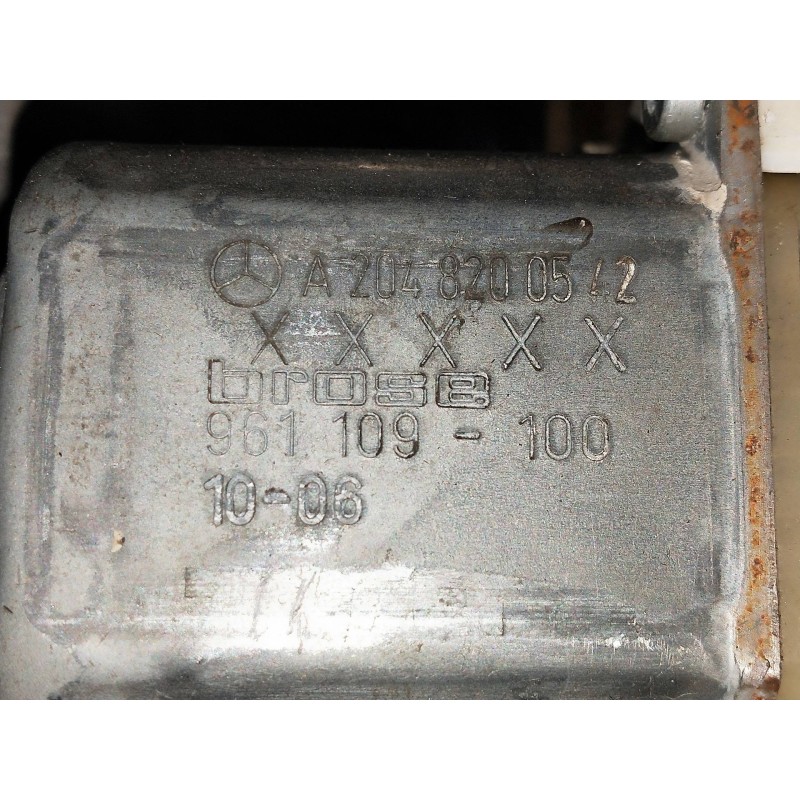 A 204 820 05 42
X X X X X
brose
961 109 - 100
10-06